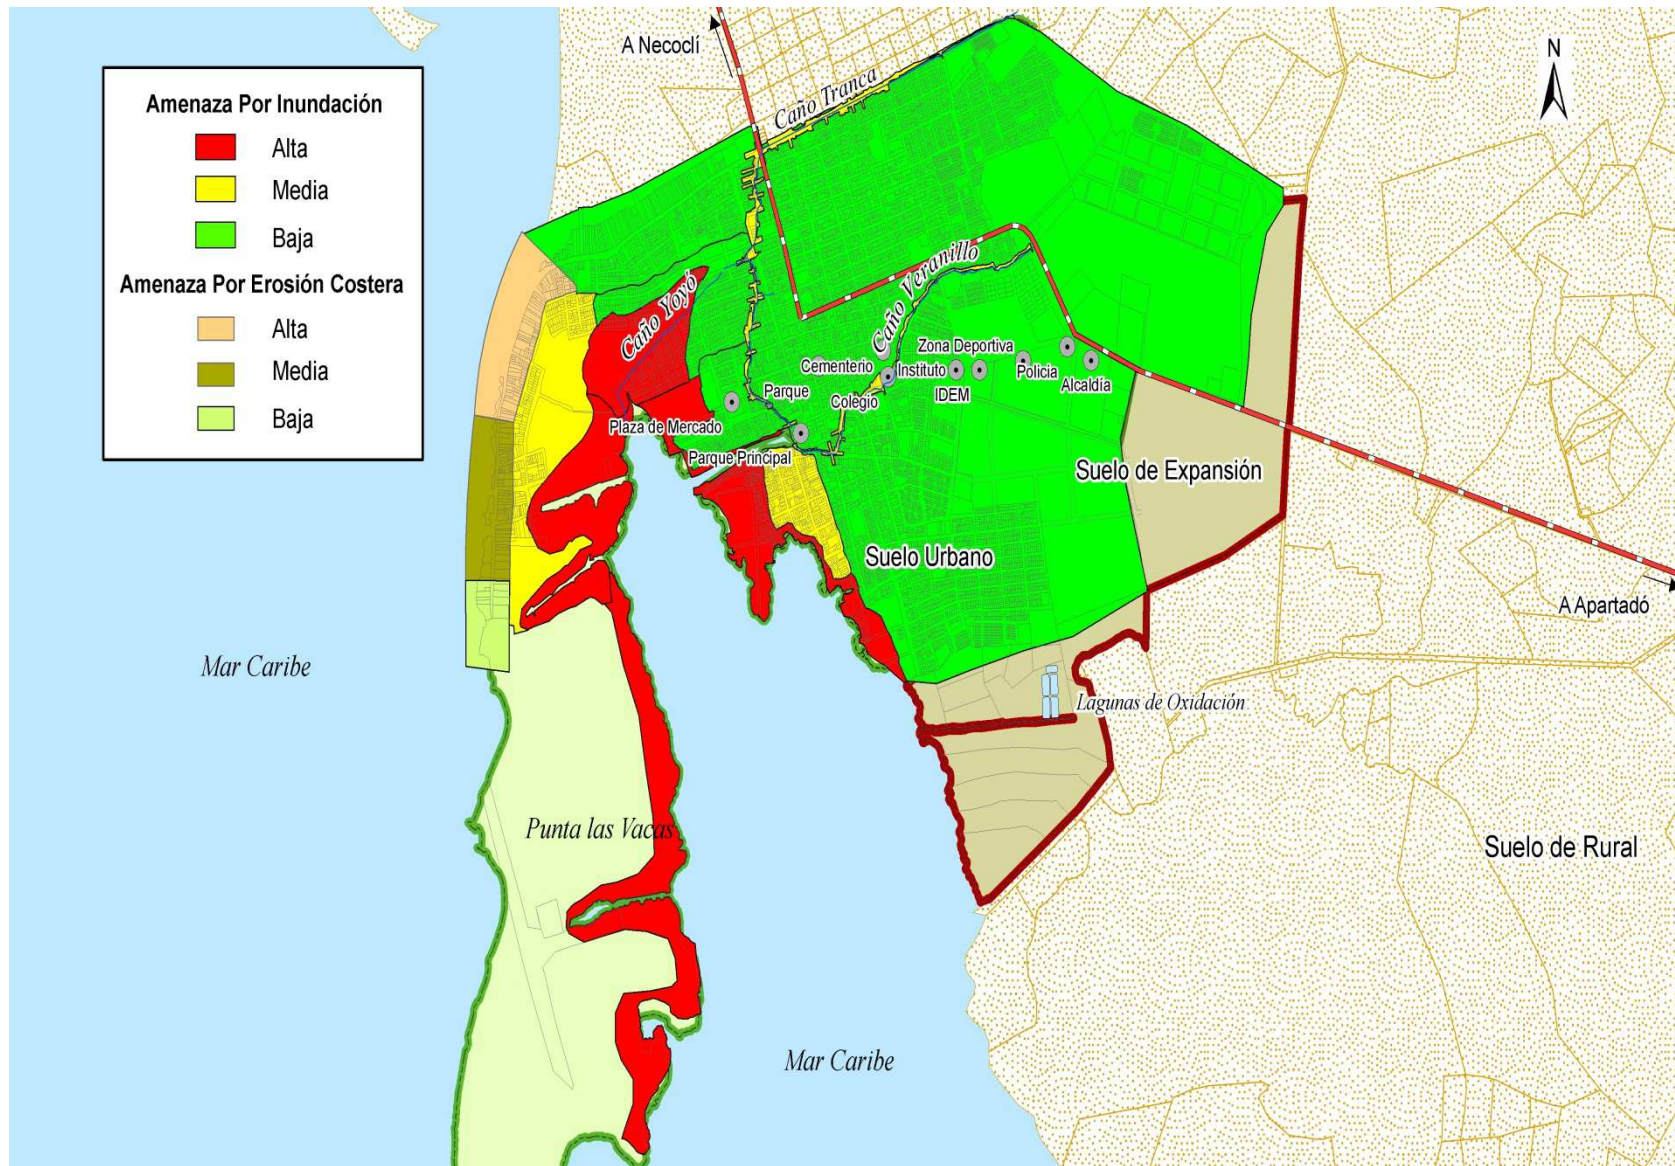 A Necoclí
N
Amenaza Por Inundación
Alta
Media
Baja
Amenaza Por Erosión Costera
Alta
Media
Baja
Caño Tranca
Caño Yoyó
Caño Veranillo
Zona Deportiva
Cementerio
Instituto
Policia
Alcaldía
IDEM
Parque
Colegio
Plaza de Mercado
Parque Principal
Suelo de Expansión
Suelo Urbano
A Apartadó
Mar Caribe
Lagunas de Oxidación
Punta las Vacas
Suelo de Rural
Mar Caribe